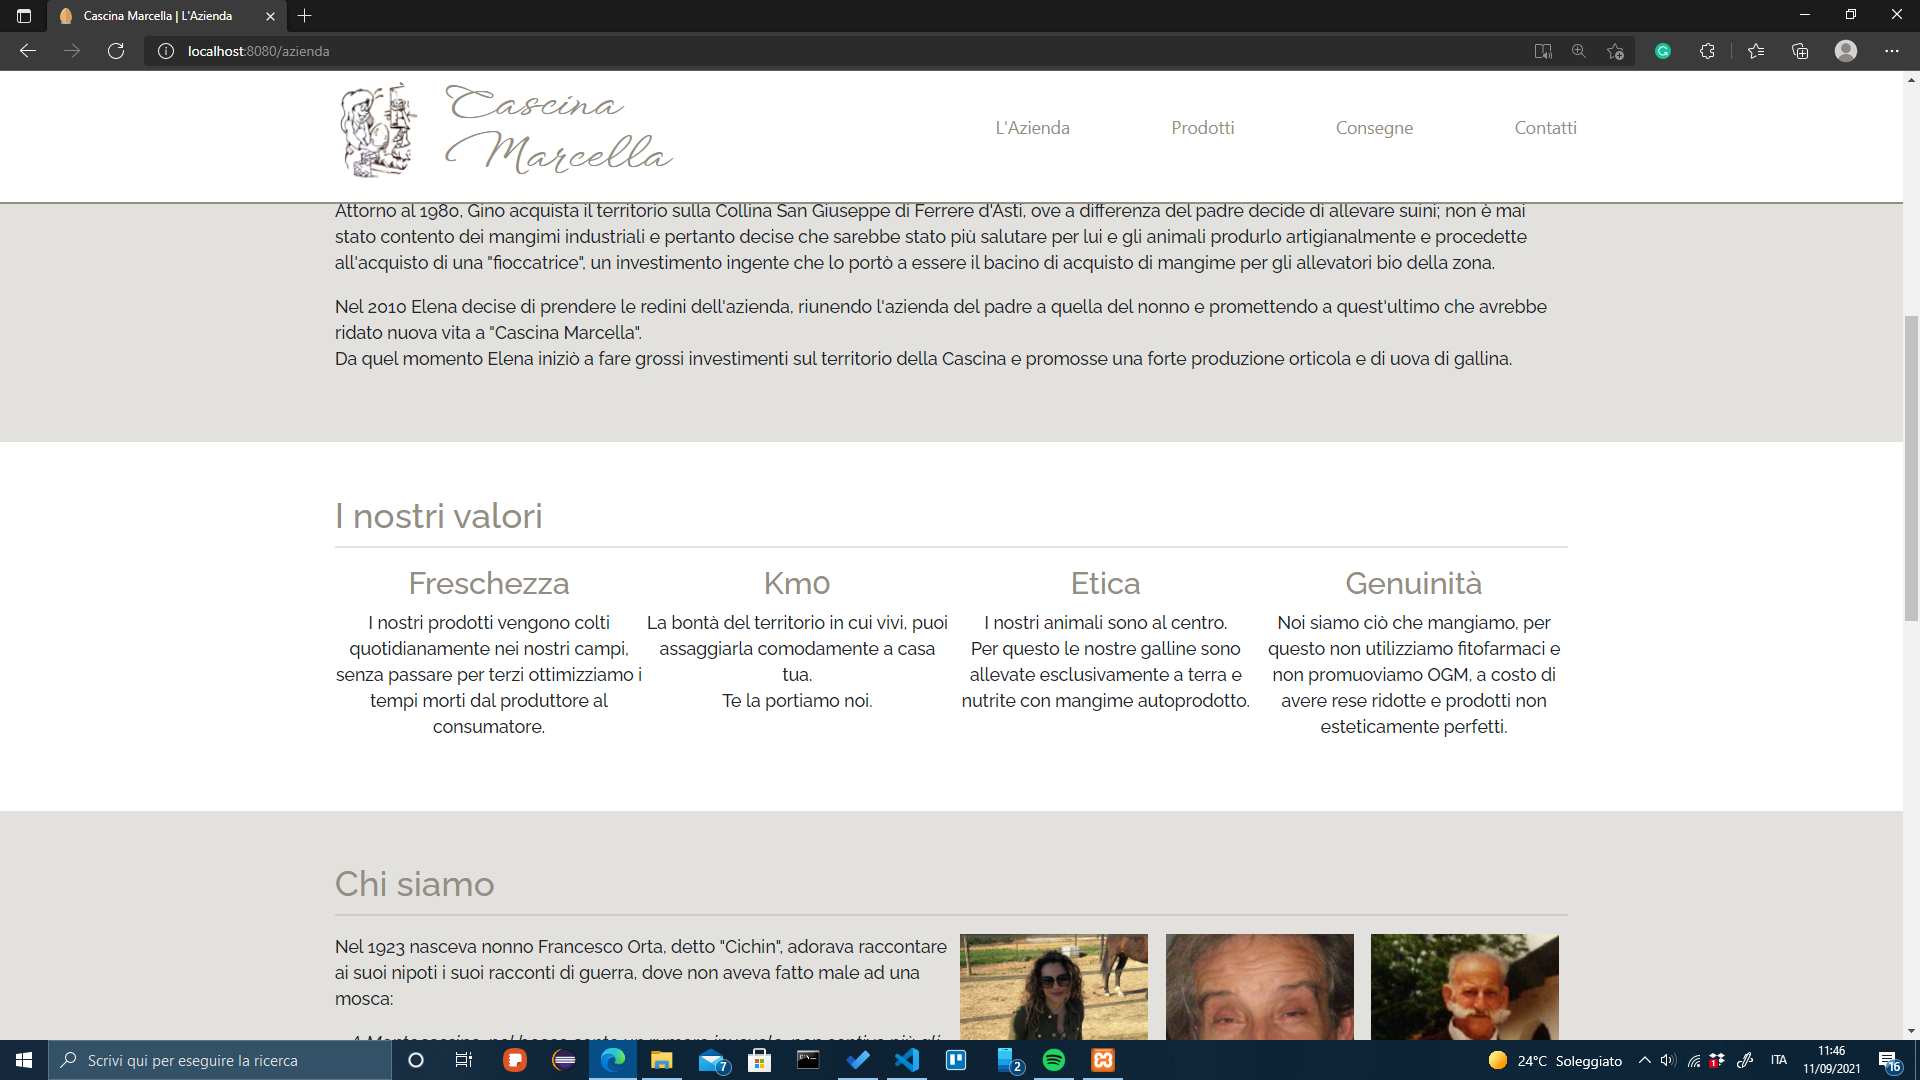 Cascina Marcella | L'Azienda
localhost:8080/azienda
Cascina
Marcella
L'Azienda
Prodotti
Consegne
Contatti
Attorno al 1980, Gino acquista il territorio sulla Collina San Giuseppe di Ferrere d'Asti, ove a differenza del padre decide di allevare suini; non è mai
stato contento dei mangimi industriali e pertanto decise che sarebbe stato più salutare per lui e gli animali produrlo artigianalmente e procedette
all'acquisto di una "fioccatrice", un investimento ingente che lo portò a essere il bacino di acquisto di mangime per gli allevatori bio della zona.
Nel 2010 Elena decise di prendere le redini dell'azienda, riunendo l'azienda del padre a quella del nonno e promettendo a quest'ultimo che avrebbe
ridato nuova vita a "Cascina Marcella".
Da quel momento Elena iniziò a fare grossi investimenti sul territorio della Cascina e promosse una forte produzione orticola e di uova di gallina.
I nostri valori
Freschezza
I nostri prodotti vengono colti
quotidianamente nei nostri campi,
senza passare per terzi ottimizziamo i
tempi morti dal produttore al
consumatore.
Km0
La bontà del territorio in cui vivi, puoi
assaggiarla comodamente a casa
tua.
Te la portiamo noi.
Etica
I nostri animali sono al centro.
Per questo le nostre galline sono
allevate esclusivamente a terra e
nutrite con mangime autoprodotto.
Genuinità
Noi siamo ciò che mangiamo, per
questo non utilizziamo fitofarmaci e
non promuoviamo OGM, a costo di
avere rese ridotte e prodotti non
esteticamente perfetti.
Chi siamo
Nel 1923 nasceva nonno Francesco Orta, detto "Cichin", adorava raccontare
ai suoi nipoti i suoi racconti di guerra, dove non aveva fatto male ad una
mosca:
Scrivi qui per eseguire la ricerca
7
2
24°C Soleggiato
1
ITA
11:46
11/09/2021
16